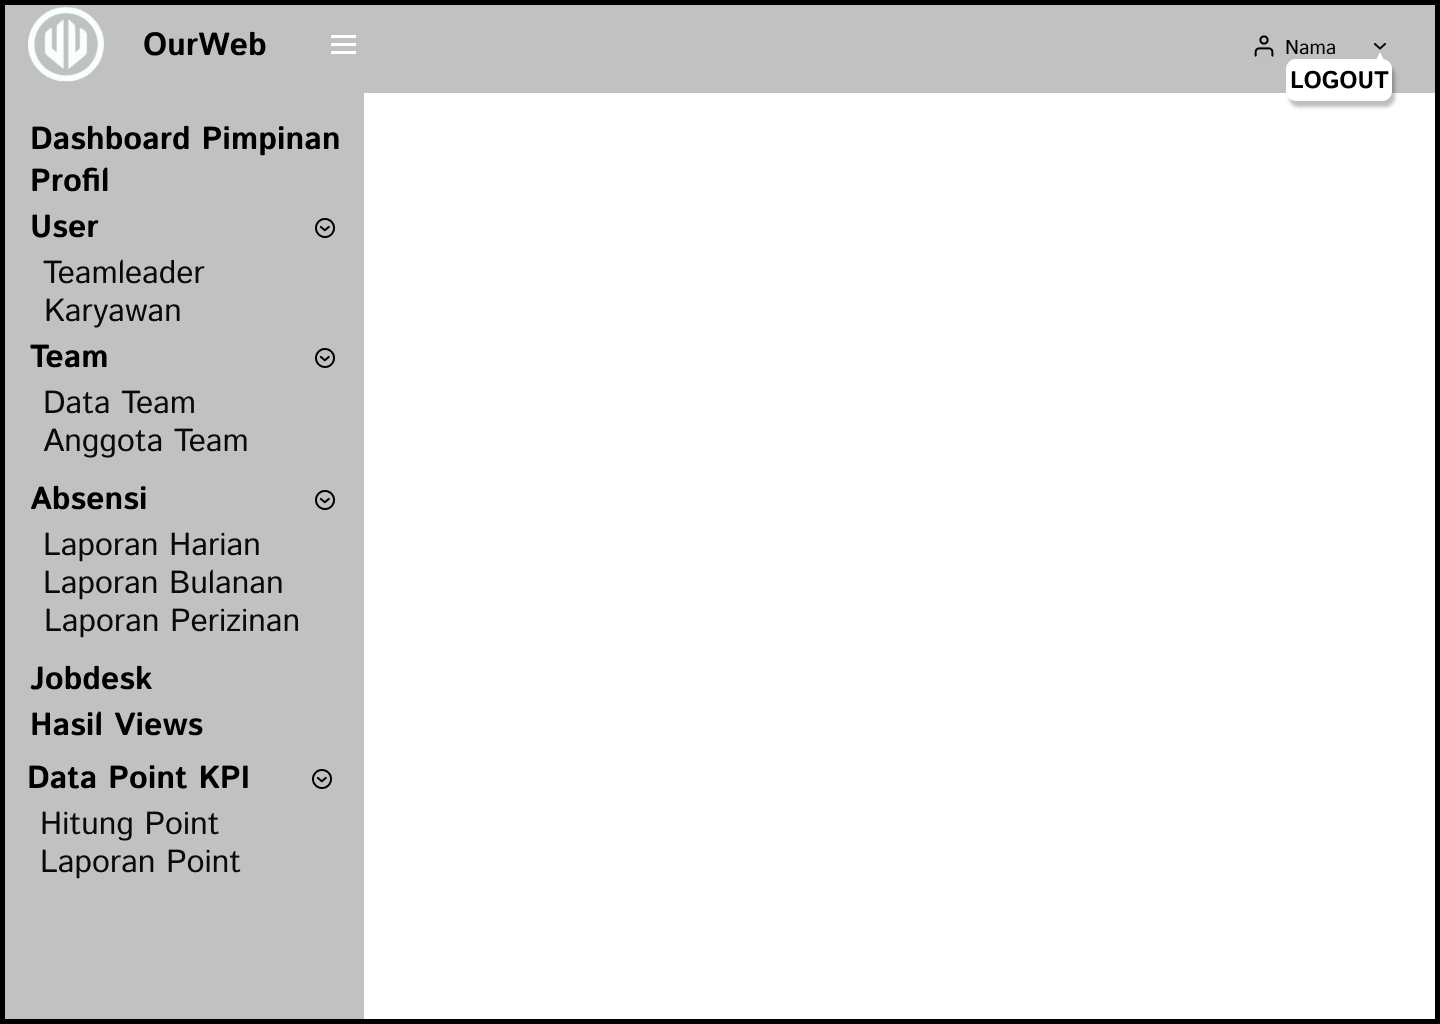 OurWeb
Nama
LOGOUT
Dashboard Pimpinan
Profil
User
Teamleader
Karyawan
Team
Data Team
Anggota Team
Absensi
Laporan Harian
Laporan Bulanan
Laporan Perizinan
Jobdesk
Hasil Views
Data Point KPI
Hitung Point
Laporan Point